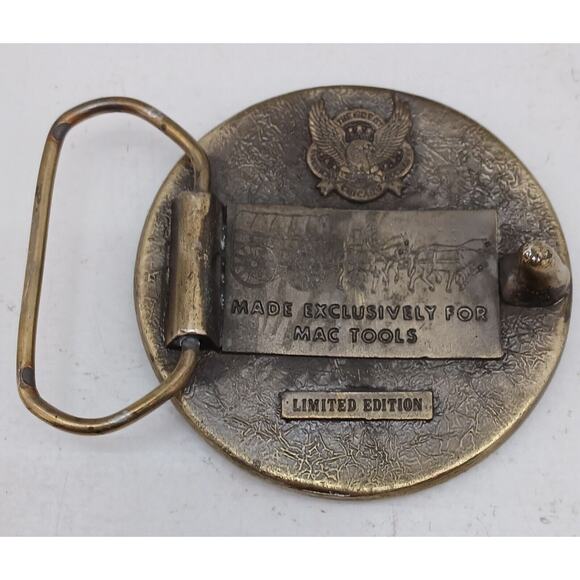 MADE EXCLUSIVELY FOR
MAC TOOLS
LIMITED EDITION